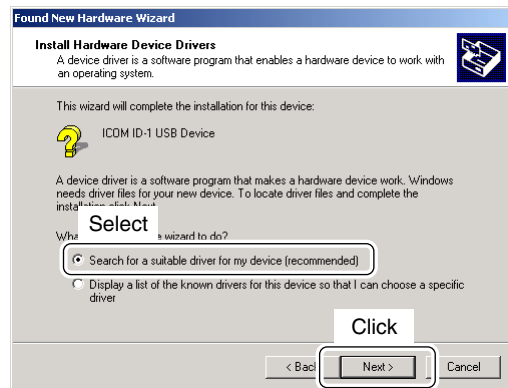 Found New Hardware Wizard
Install Hardware Device Drivers
A device driver is a software program that enables a hardware device to work with
an operating system.
This wizard will complete the installation for this device:
ICOM ID-1 USB Device
A device driver is a software program that makes a hardware device work. Windows
needs driver files for your new device. To locate driver files and complete the
click Next
Select
wizard to do?
Search for a suitable driver for my device (recommended)
Display a list of the known drivers for this device so that I can choose a specific
driver
Click
< Bac
Next >
Cancel